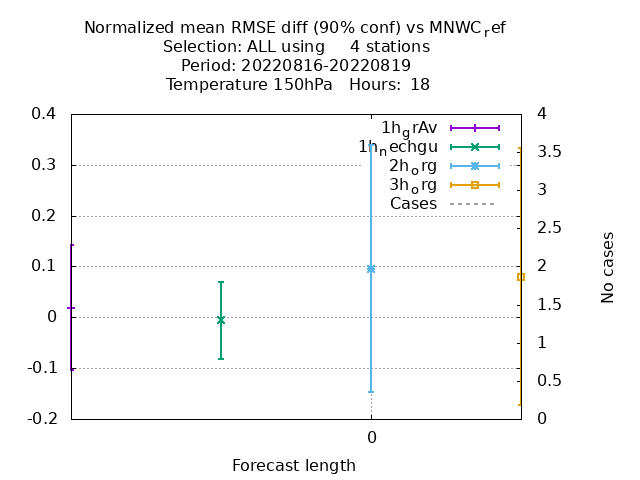 Normalized mean RMSE diff (90% conf) vs MNWC_ref
Selection: ALL using 4 stations
Period: 20220816-20220819
Temperature 150hPa Hours: 18
0.4
0.3
0.2
0.1
0
-0.1
-0.2
1h_grAv
1h_nechgu
2h_org
3h_org
Cases
4
3.5
3
2.5
2
1.5
1
0.5
0
No cases
0
Forecast length